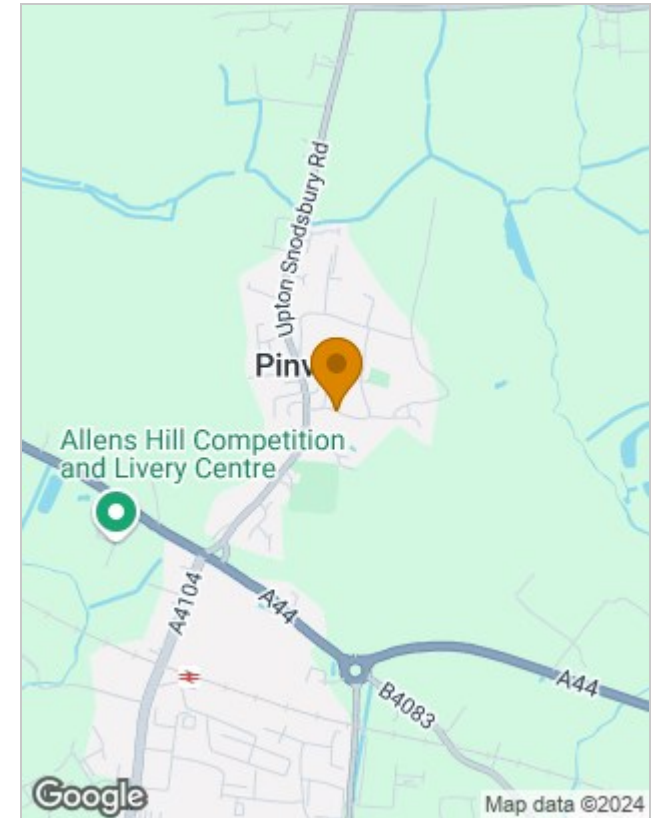 Upton Snodsbury Rd
Pinv
Allens Hill Competition
and Livery Centre
A4104
A44
A44
B4083
Google
Map data ©2024